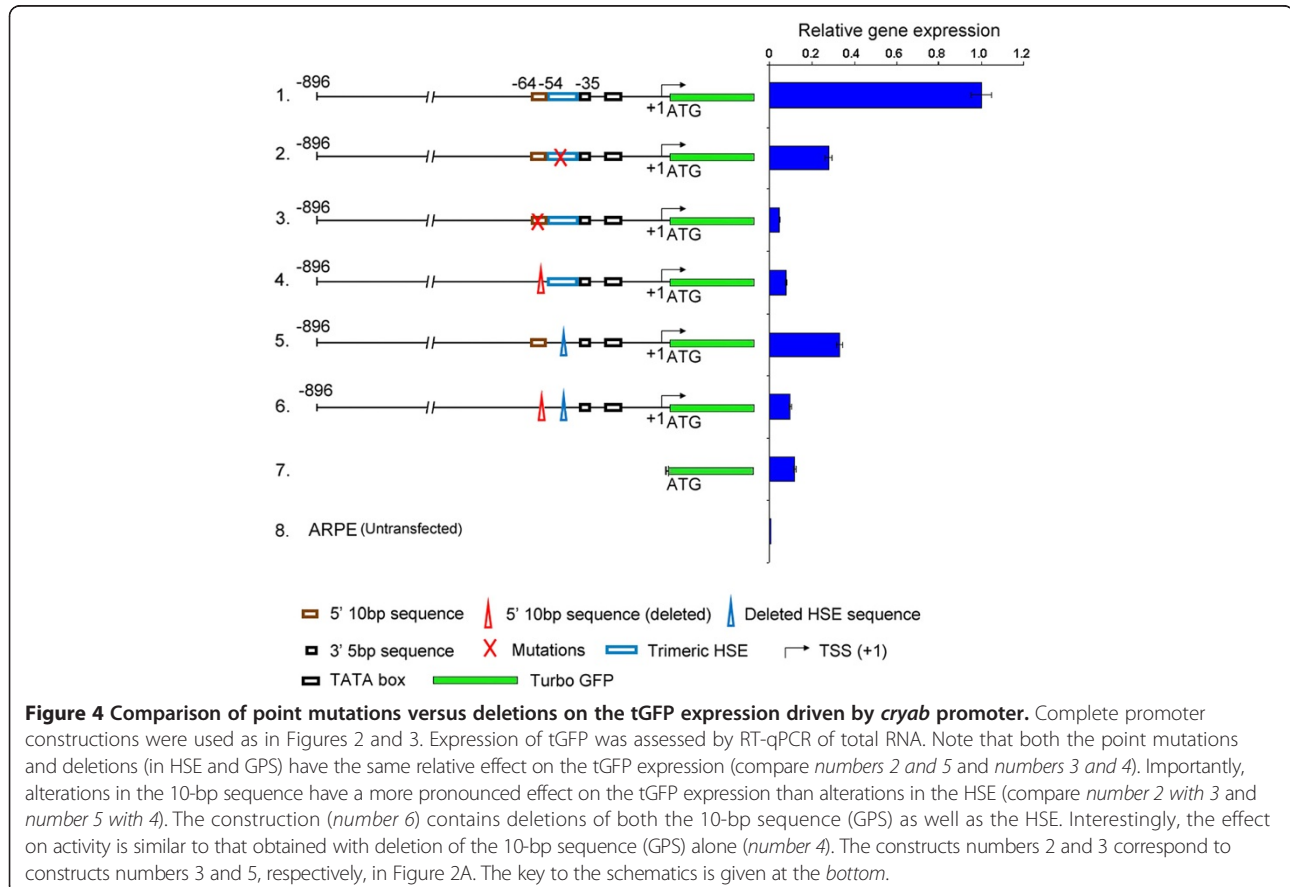 Relative gene expression
0 0.2 0.4 0.6 0.8 1.0 1.2
-896 -64 -54 -35
1. +1 ATG
-896
2. +1 ATG
-896
3. +1 ATG
-896
4. +1 ATG
-896
5. +1 ATG
-896
6. +1 ATG
7. ATG
8. ARPE (Untransfected)
5' 10bp sequence 5' 10bp sequence (deleted) Deleted HSE sequence
3' 5bp sequence Mutations Trimeric HSE TSS (+1)
TATA box Turbo GFP
Figure 4 Comparison of point mutations versus deletions on the tGFP expression driven by cryab promoter. Complete promoter
constructions were used as in Figures 2 and 3. Expression of tGFP was assessed by RT-qPCR of total RNA. Note that both the point mutations
and deletions (in HSE and GPS) have the same relative effect on the tGFP expression (compare numbers 2 and 5 and numbers 3 and 4). Importantly,
alterations in the 10-bp sequence have a more pronounced effect on the tGFP expression than alterations in the HSE (compare number 2 with 3 and
number 5 with 4). The construction (number 6) contains deletions of both the 10-bp sequence (GPS) as well as the HSE. Interestingly, the effect
on activity is similar to that obtained with deletion of the 10-bp sequence (GPS) alone (number 4). The constructs numbers 2 and 3 correspond to
constructs numbers 3 and 5, respectively, in Figure 2A. The key to the schematics is given at the bottom.